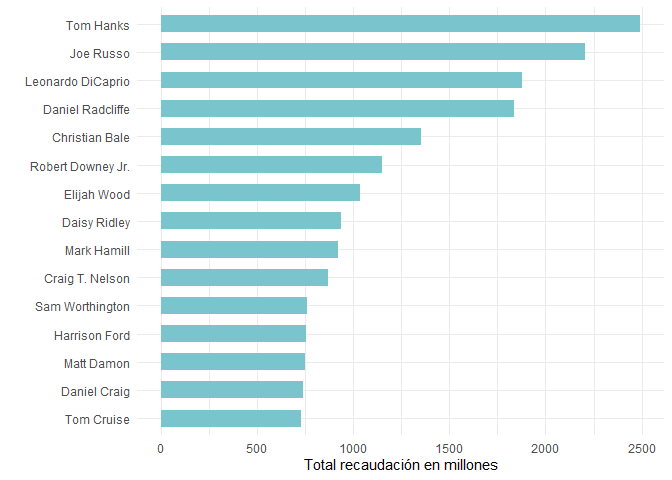 Tom Hanks
Joe Russo
Leonardo DiCaprio
Daniel Radcliffe
Christian Bale
Robert Downey Jr.
Elijah Wood
Daisy Ridley
Mark Hamill
Craig T. Nelson
Sam Worthington
Harrison Ford
Matt Damon
Daniel Craig
Tom Cruise
0 500 1000 1500 2000 2500
Total recaudación en millones